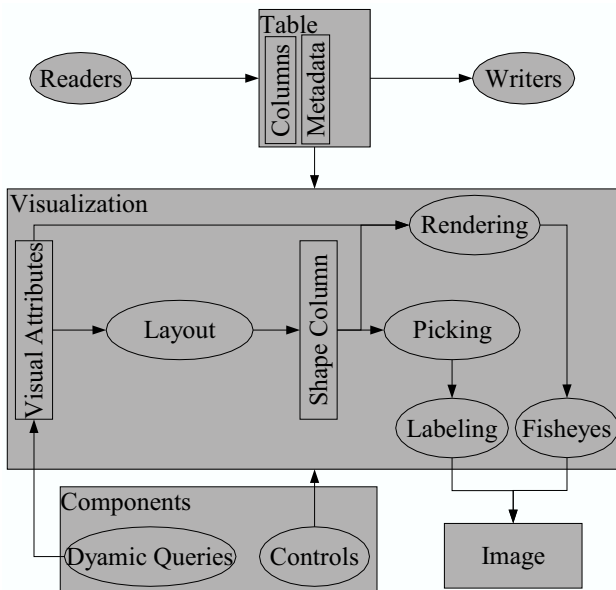 Table
Readers
Columns
Metadata
Writers
Visualization
Rendering
Visual Attributes
Layout
Shape Column
Picking
Labeling
Fisheyes
Components
Dyamic Queries
Controls
Image